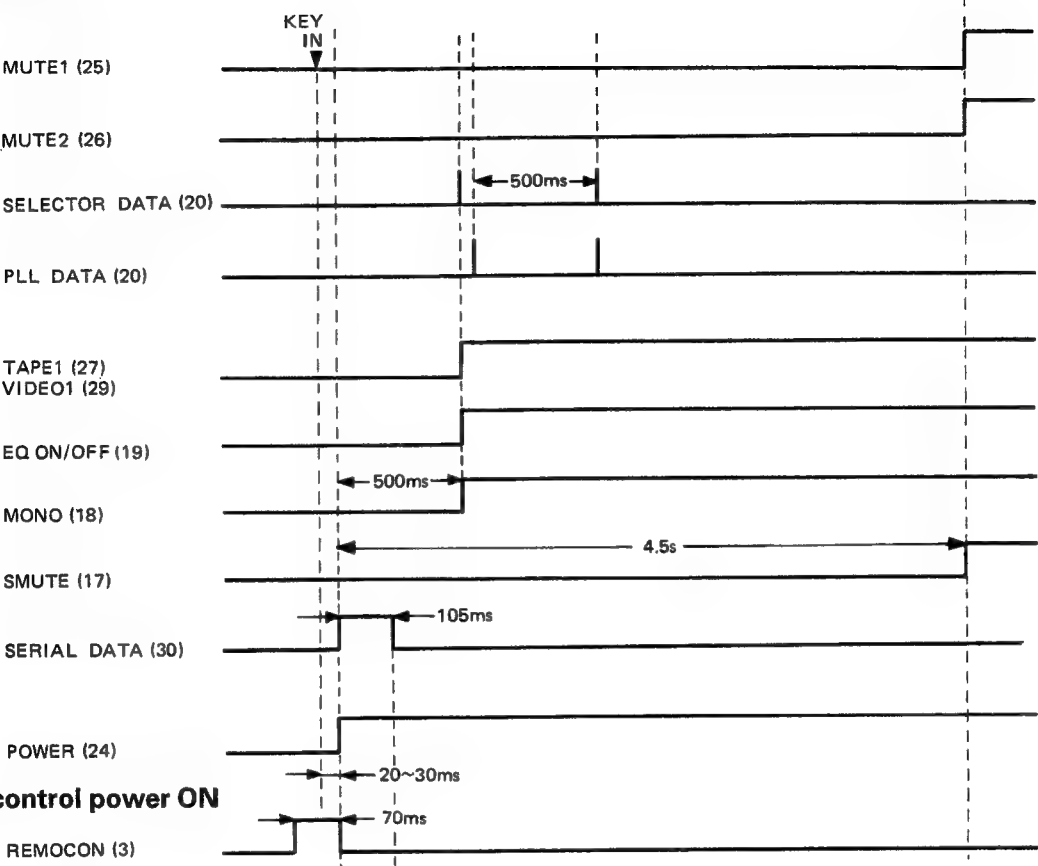 KEY
IN
MUTE1 (25)
MUTE2 (26)
500ms
SELECTOR DATA (20)
PLL DATA (20)
TAPE1 (27)
VIDEO1 (29)
EQ ON/OFF (19)
500ms
MONO (18)
4.5s
SMUTE (17)
105ms
SERIAL DATA (30)
POWER (24)
20~30ms
control power ON
70ms
REMOCON (3)